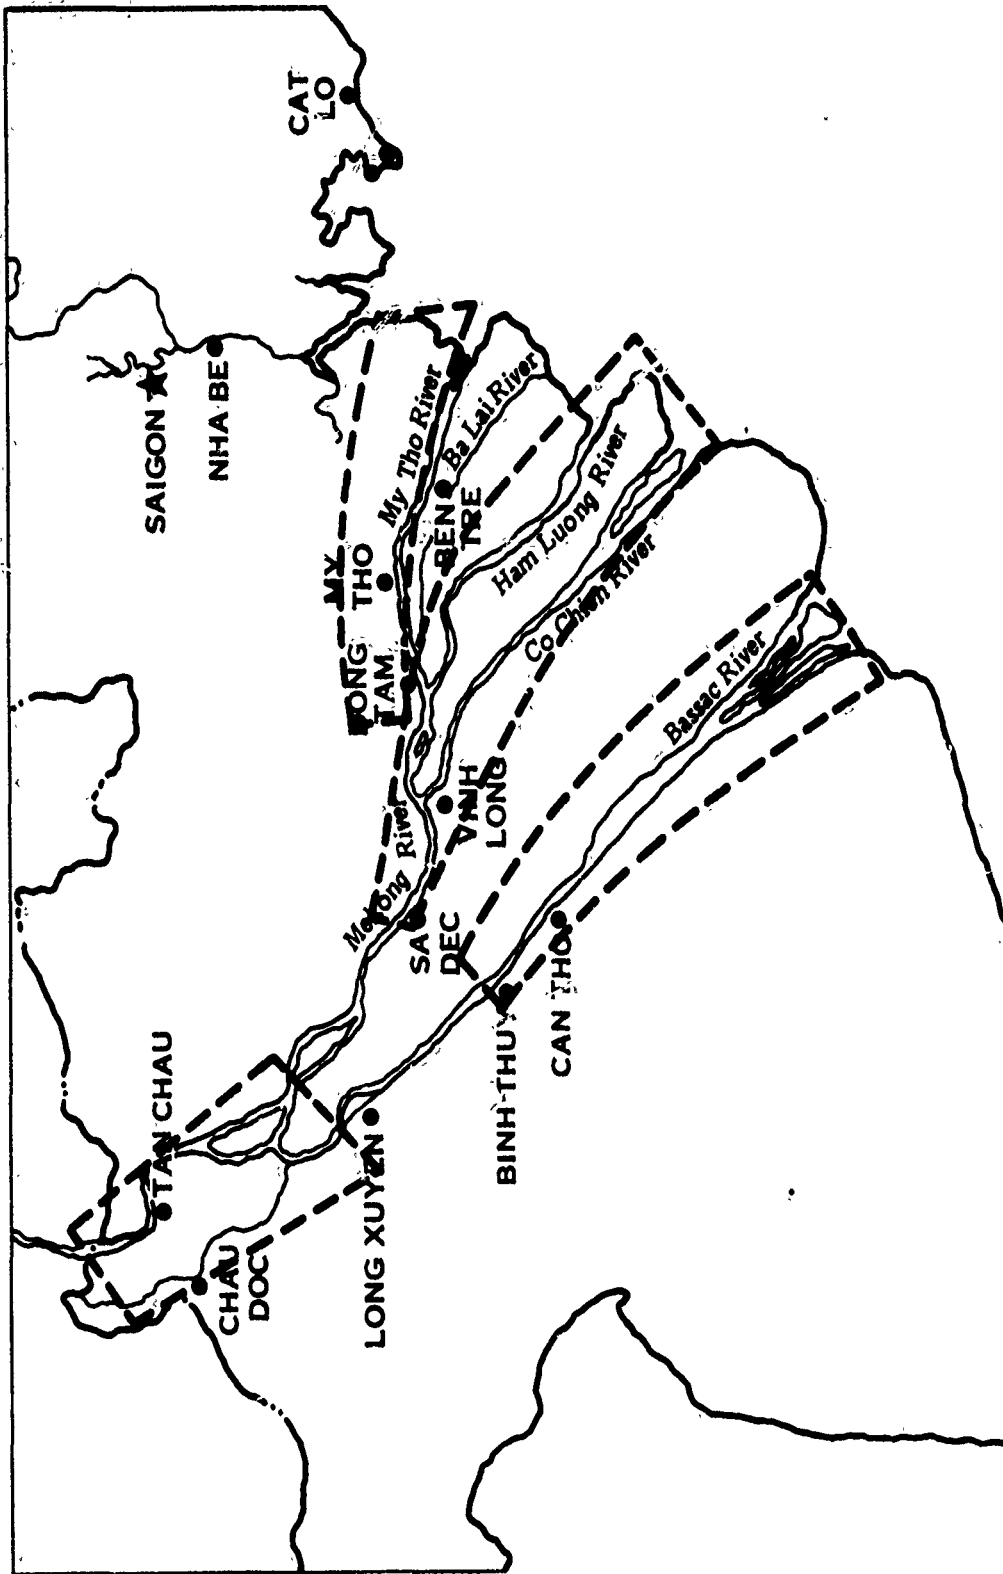 CAT
LO
SAIGON
NHA BE
My Tho River
Ba Lai River
MY
THO
BEN
TRE
Ham Luong River
DONG
TAM
Co Chien River
Bassac River
VINH
LONG
Mekong River
SA
DEC
CAN THO
BINH-THUY
TAN CHAU
LONG XUYEN
CHAU
DOC